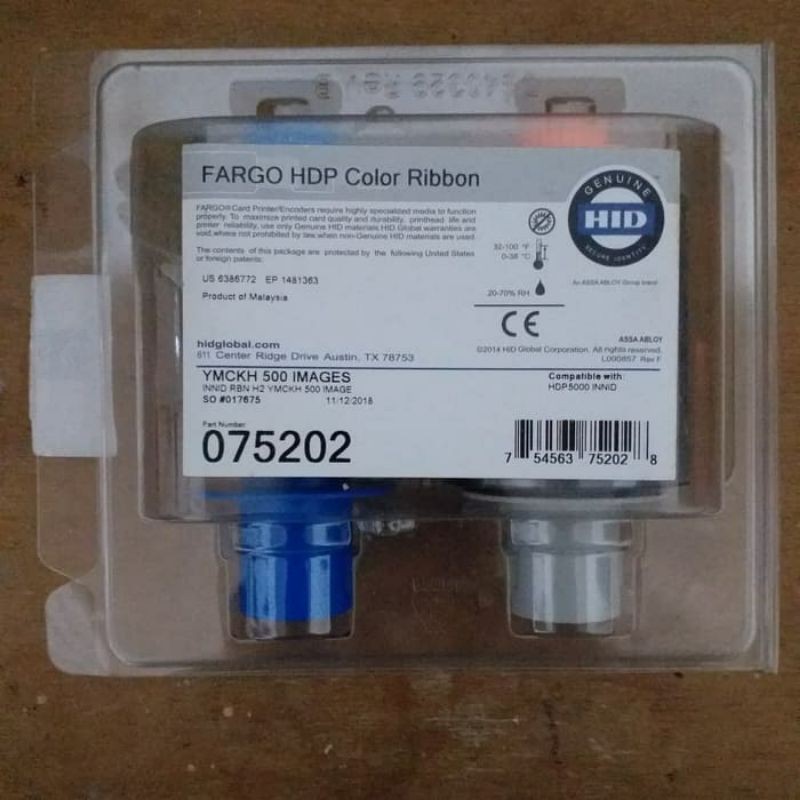 FARGO HDP Color Ribbon
FARGO® Card Printer/Encoders require highly specialized media to function
properly. To maximize printed card quality and durability, printhead life and
printer reliability, use only Genuine HID materials. HID Global warranties are
void, where not prohibited by law, when non-Genuine HID materials are used.
The contents of this package are protected by the following United States
or foreign patents:
US 6386772 EP 1481363
Product of Malaysia
hidglobal.com
611 Center Ridge Drive Austin, TX 78753
GENUINE
HID
SECURE IDENTITY
An ASSA ABLOY Group brand
32-100 °F
0-38 °C
20-70% RH
CE
ASSA ABLOY
©2014 HID Global Corporation. All rights reserved.
L000857 Rev F
YMCKH 500 IMAGES
INNID RBN H2 YMCKH 500 IMAGE
SO #017675 11/12/2018
Compatible with:
HDP5000 INNID
Part Number
075202
7 54563 75202 8